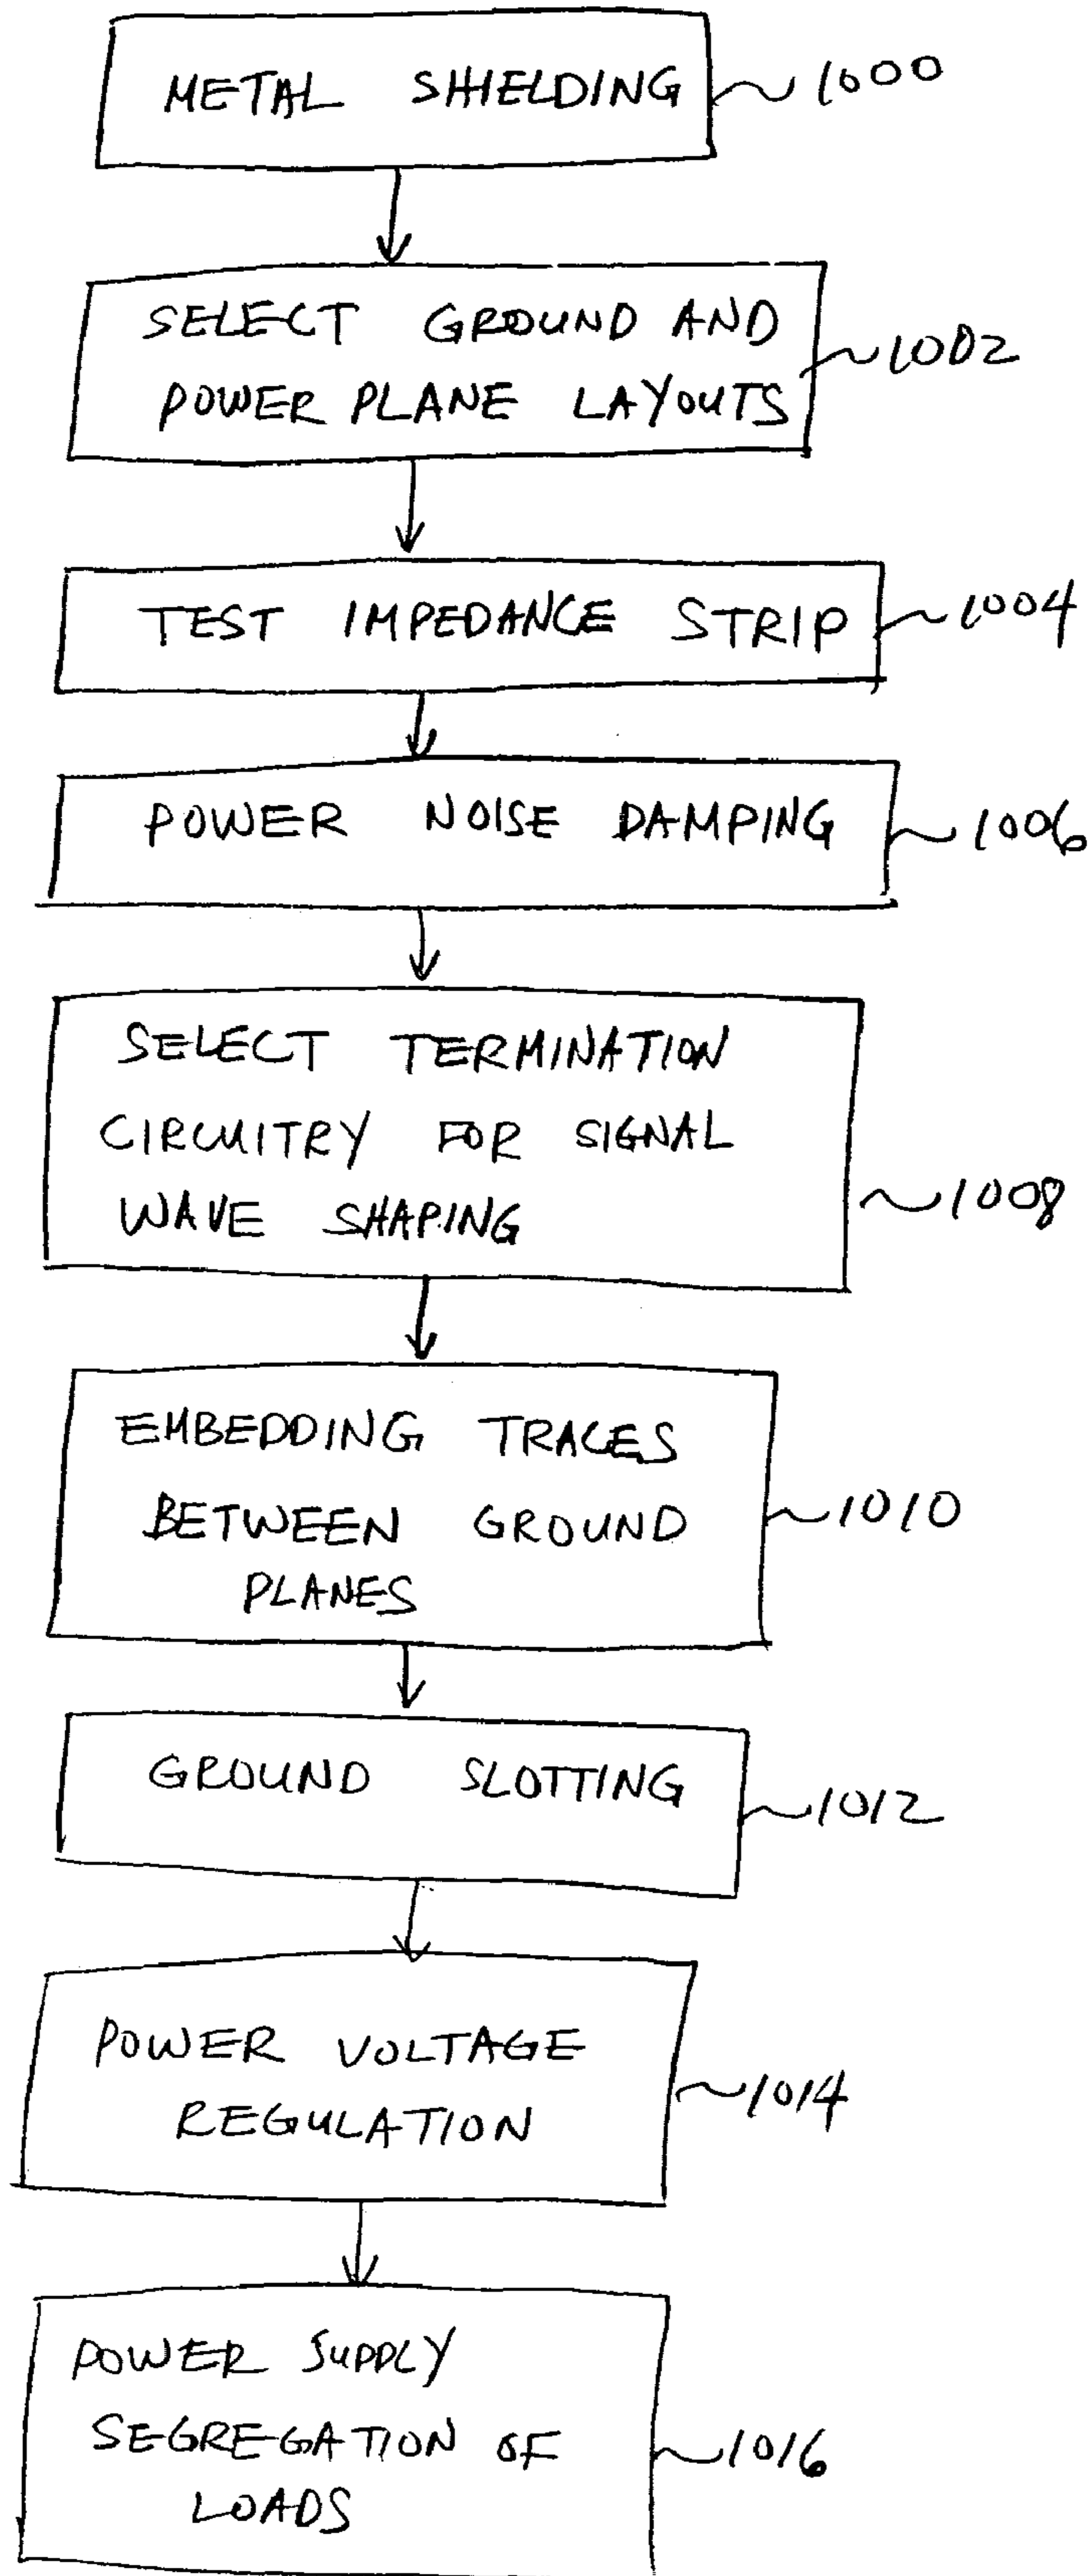 METAL SHIELDING 1000
SELECT GROUND AND
POWER PLANE LAYOUTS 1002
TEST IMPEDANCE STRIP 1004
POWER NOISE DAMPING 1006
SELECT TERMINATION
CIRCUITRY FOR SIGNAL
WAVE SHAPING 1008
EMBEDDING TRACES
BETWEEN GROUND 1010
PLANES
GROUND SLOTTING 1012
POWER VOLTAGE
REGULATION 1014
POWER SUPPLY
SEGREGATION OF 1016
LOADS